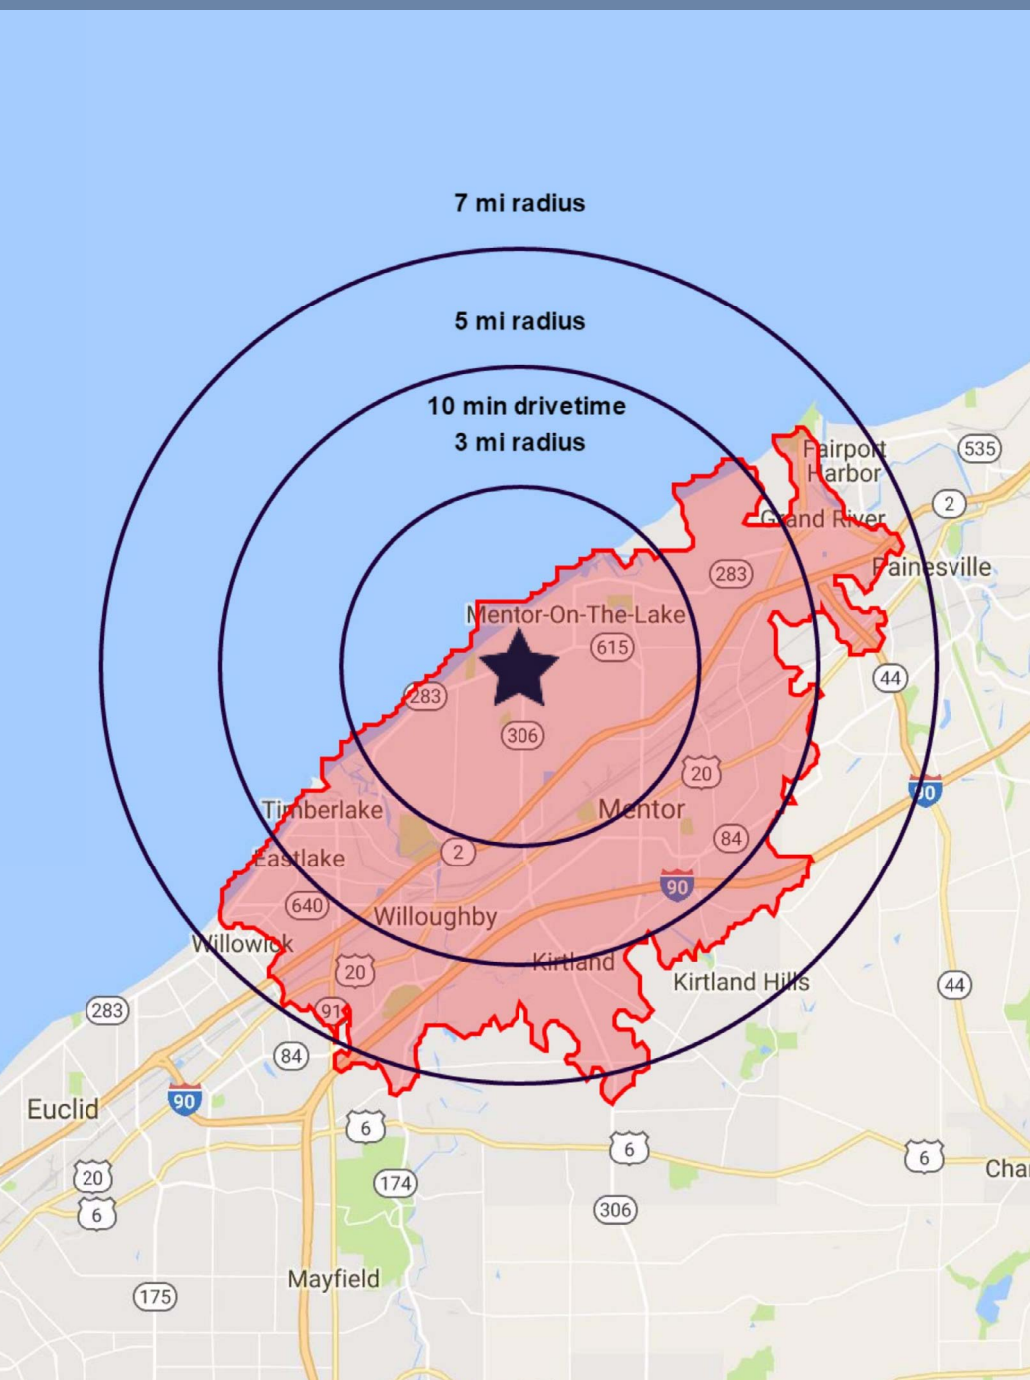 7 mi radius
5 mi radius
10 min drivetime
3 mi radius
Fairport
Harbor
535
2
Grand River
Painesville
283
Mentor-On-The-Lake
615
44
283
306
20
90
Timberlake
Mentor
84
2
Eastlake
90
640
Willoughby
Willowick
Kirtland
20
Kirtland Hills
44
283
91
84
90
Euclid
6
6
6
20
174
Cha
6
306
Mayfield
175